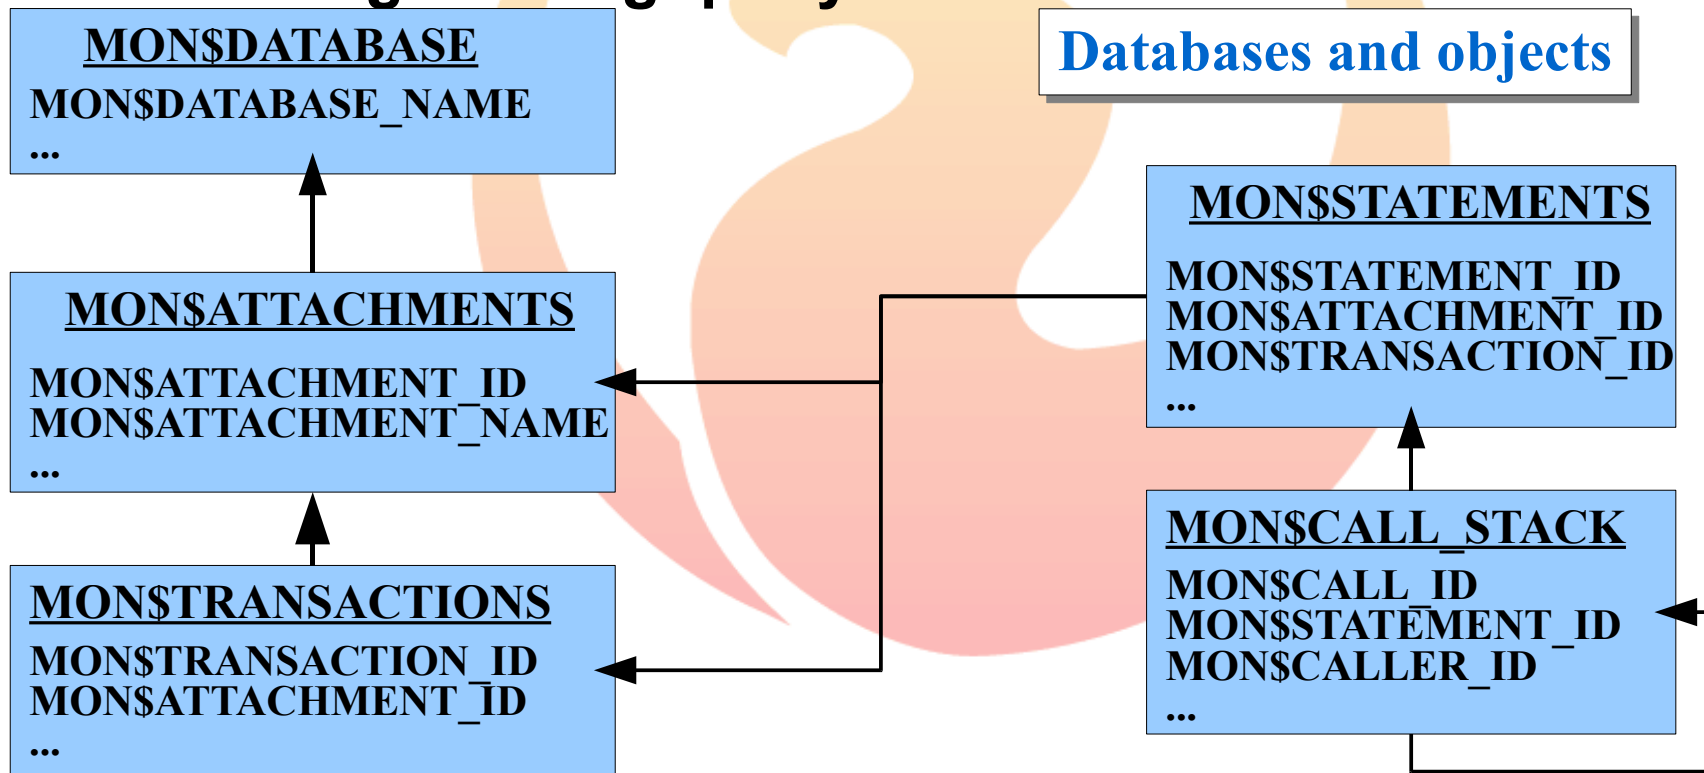 MON$DATABASE
MON$DATABASE_NAME
...
Databases and objects
MON$ATTACHMENTS
MON$ATTACHMENT_ID
MON$ATTACHMENT_NAME
...
MON$TRANSACTIONS
MON$TRANSACTION_ID
MON$ATTACHMENT_ID
...
MON$STATEMENTS
MON$STATEMENT_ID
MON$ATTACHMENT_ID
MON$TRANSACTION_ID
...
MON$CALL_STACK
MON$CALL_ID
MON$STATEMENT_ID
MON$CALLER_ID
...